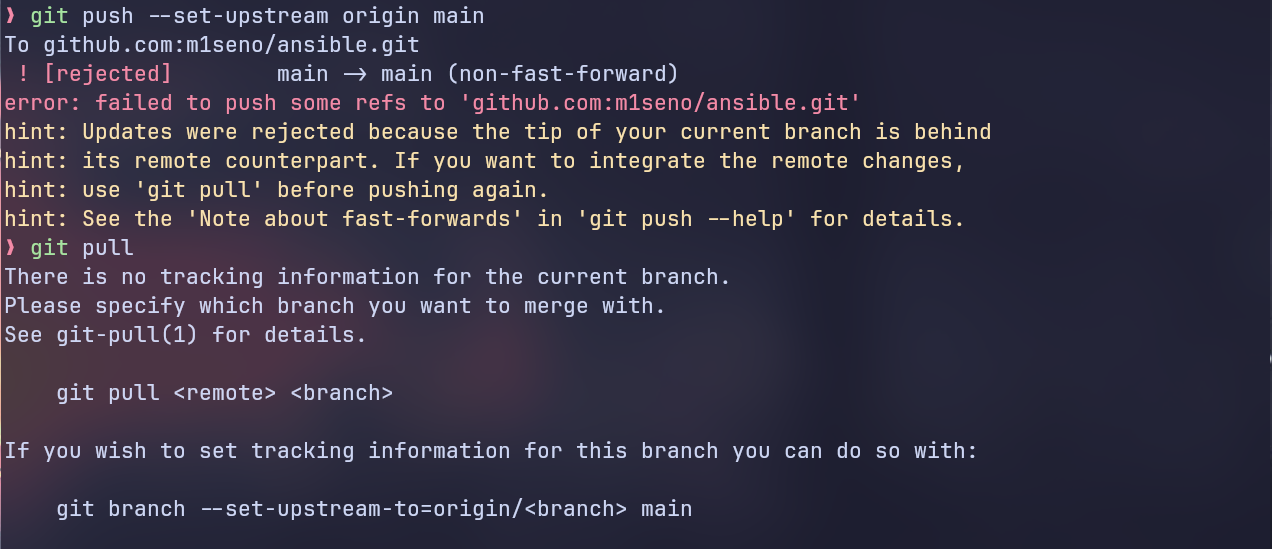 ❯ git push --set-upstream origin main
To github.com:m1seno/ansible.git
 ! [rejected]        main -> main (non-fast-forward)
error: failed to push some refs to 'github.com:m1seno/ansible.git'
hint: Updates were rejected because the tip of your current branch is behind
hint: its remote counterpart. If you want to integrate the remote changes,
hint: use 'git pull' before pushing again.
hint: See the 'Note about fast-forwards' in 'git push --help' for details.
❯ git pull
There is no tracking information for the current branch.
Please specify which branch you want to merge with.
See git-pull(1) for details.

    git pull <remote> <branch>

If you wish to set tracking information for this branch you can do so with:

    git branch --set-upstream-to=origin/<branch> main